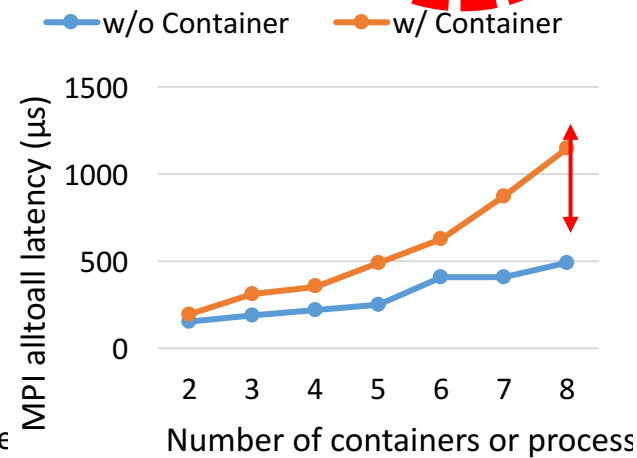 w/o Container
w/ Container
MPI alltoall latency (µs)
1500
1000
500
0
2 3 4 5 6 7 8
Number of containers or process